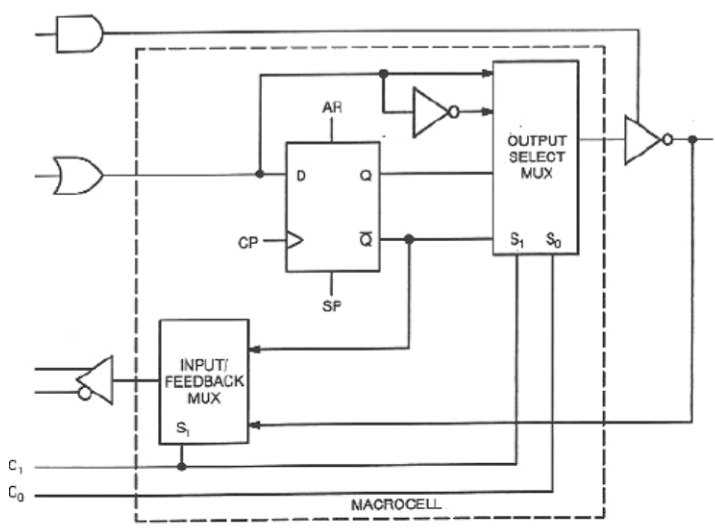 AR
OUTPUT
SELECT
MUX
D Q
CP Q̅
S₁ S₀
SP
INPUT/
FEEDBACK
MUX
S₁
C₁
C₀
MACROCELL